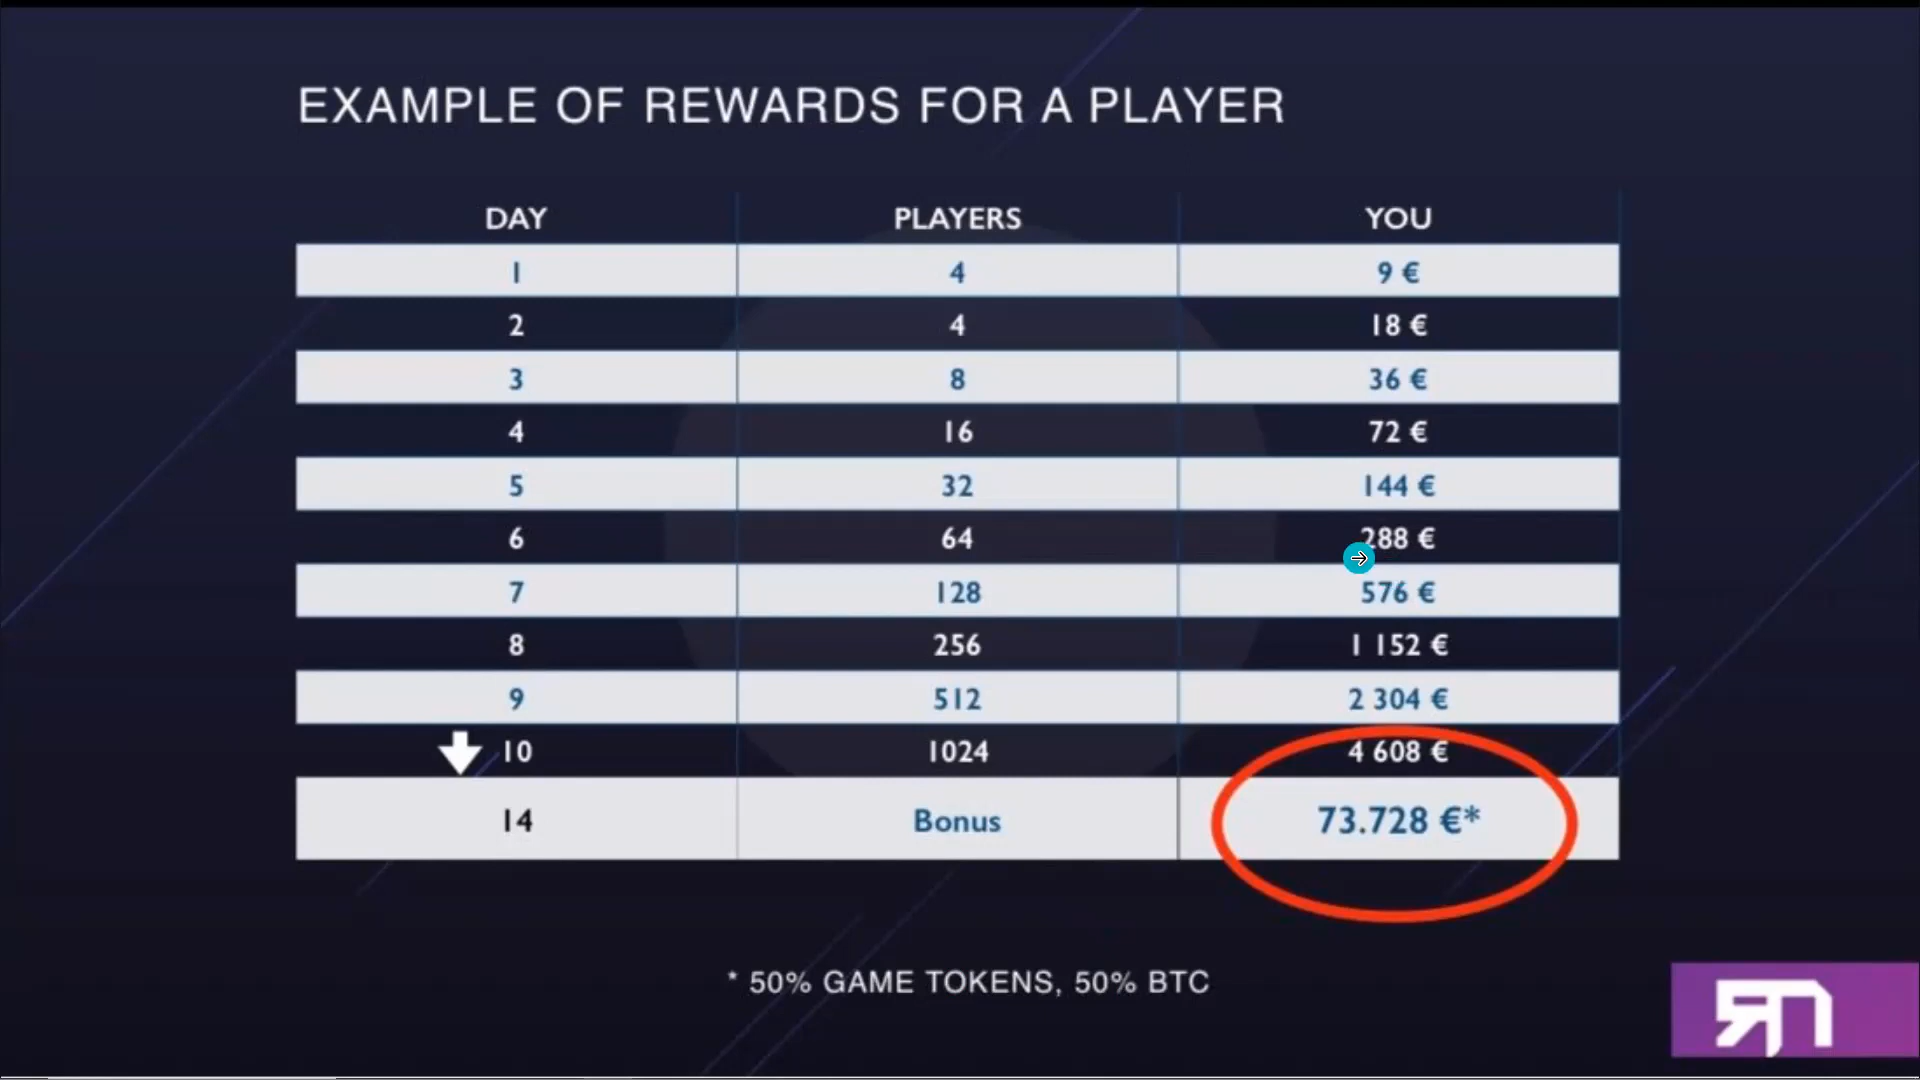 EXAMPLE OF REWARDS FOR A PLAYER
DAY PLAYERS YOU
1 4 9 €
2 4 18 €
3 8 36 €
4 16 72 €
5 32 144 €
6 64 288 €
7 128 576 €
8 256 1 152 €
9 512 2 304 €
10 1024 4 608 €
14 Bonus 73.728 €*
* 50% GAME TOKENS, 50% BTC